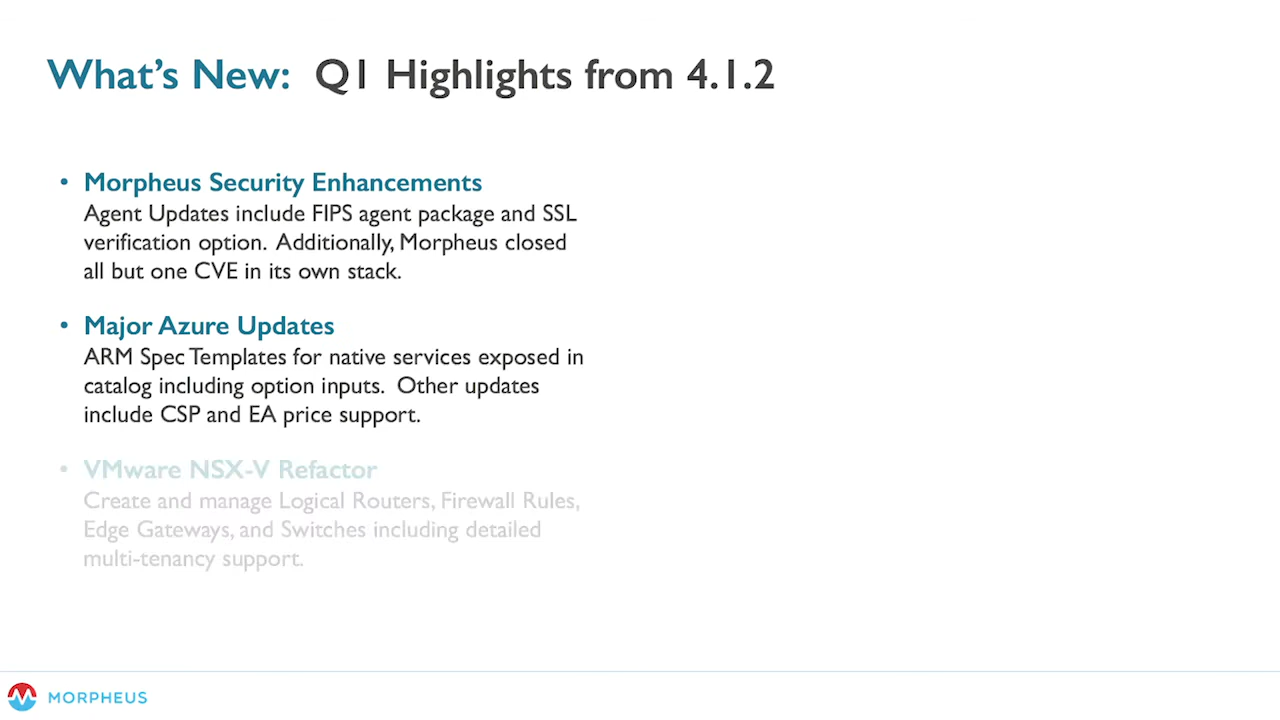 What's New: Q1 Highlights from 4.1.2
• Morpheus Security Enhancements
Agent Updates include FIPS agent package and SSL
verification option. Additionally, Morpheus closed
all but one CVE in its own stack.
• Major Azure Updates
ARM Spec Templates for native services exposed in
catalog including option inputs. Other updates
include CSP and EA price support.
• VMware NSX-V Refactor
Create and manage Logical Routers, Firewall Rules,
Edge Gateways, and Switches including detailed
multi-tenancy support.
MORPHEUS